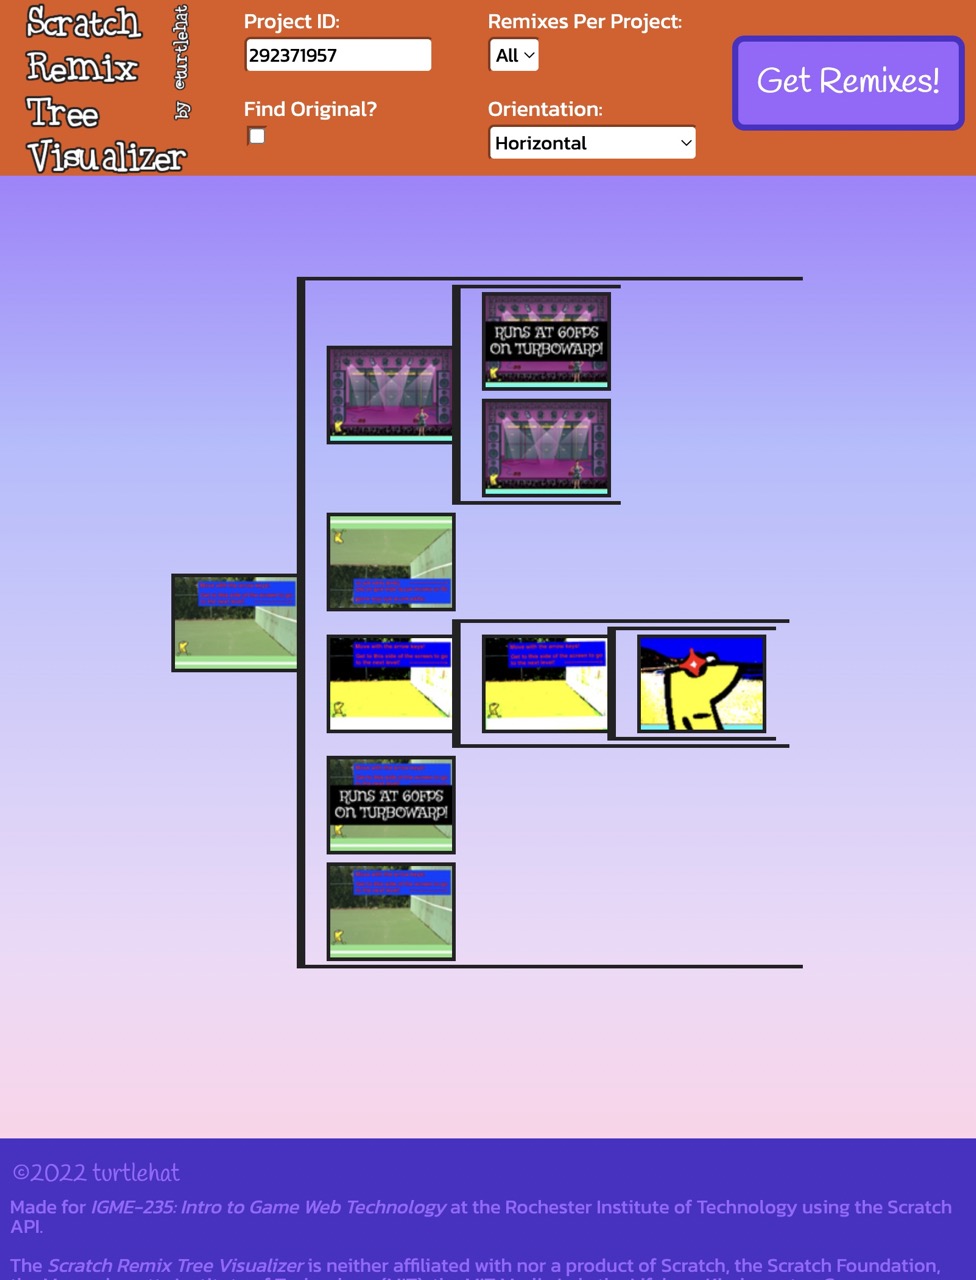 Scratch
Remix
Tree
Visualizer
by @turtlehat
Project ID:
292371957
Find Original?
Remixes Per Project:
All
Orientation:
Horizontal
Get Remixes!
RUNS AT 60FPS
ON TURBOWARP!
Move with the arrow keys!
Get to this side of the screen to go
to the next level!
Move with the arrow keys!
Get to this side of the screen to go
to the next level!
RUNS AT 60FPS
ON TURBOWARP!
©2022 turtlehat
Made for IGME-235: Intro to Game Web Technology at the Rochester Institute of Technology using the Scratch
API.
The Scratch Remix Tree Visualizer is neither affiliated with nor a product of Scratch, the Scratch Foundation,